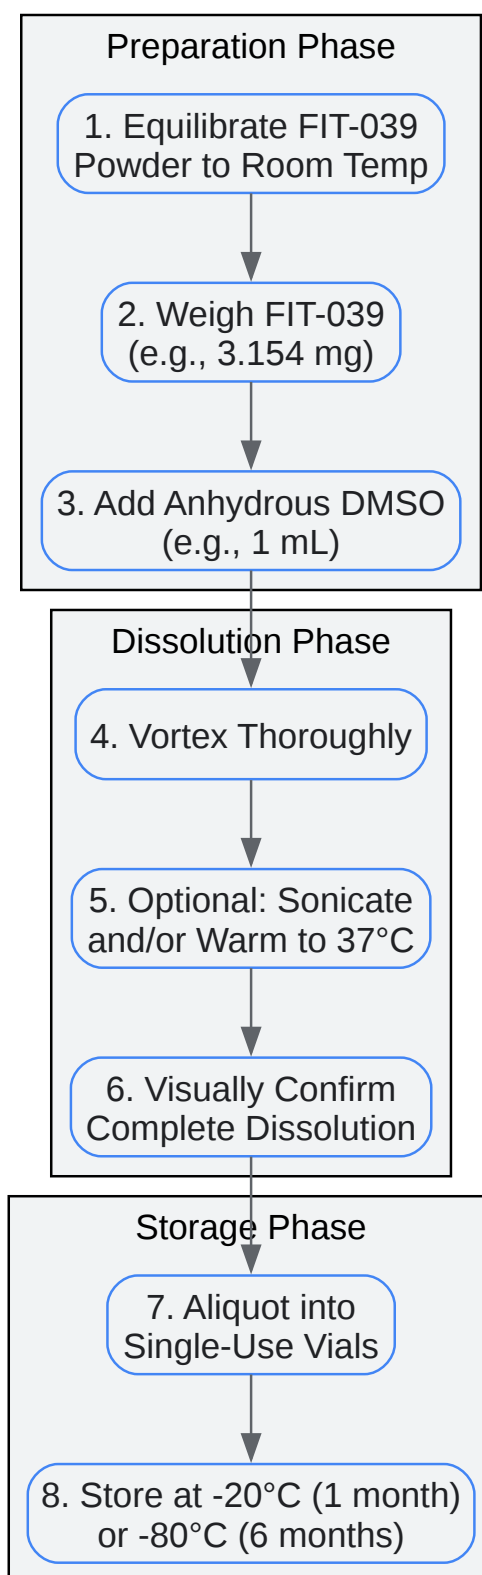 Preparation Phase
1. Equilibrate FIT-039
Powder to Room Temp
2. Weigh FIT-039
(e.g., 3.154 mg)
3. Add Anhydrous DMSO
(e.g., 1 mL)
Dissolution Phase
4. Vortex Thoroughly
5. Optional: Sonicate
and/or Warm to 37°C
6. Visually Confirm
Complete Dissolution
Storage Phase
7. Aliquot into
Single-Use Vials
8. Store at -20°C (1 month)
or -80°C (6 months)